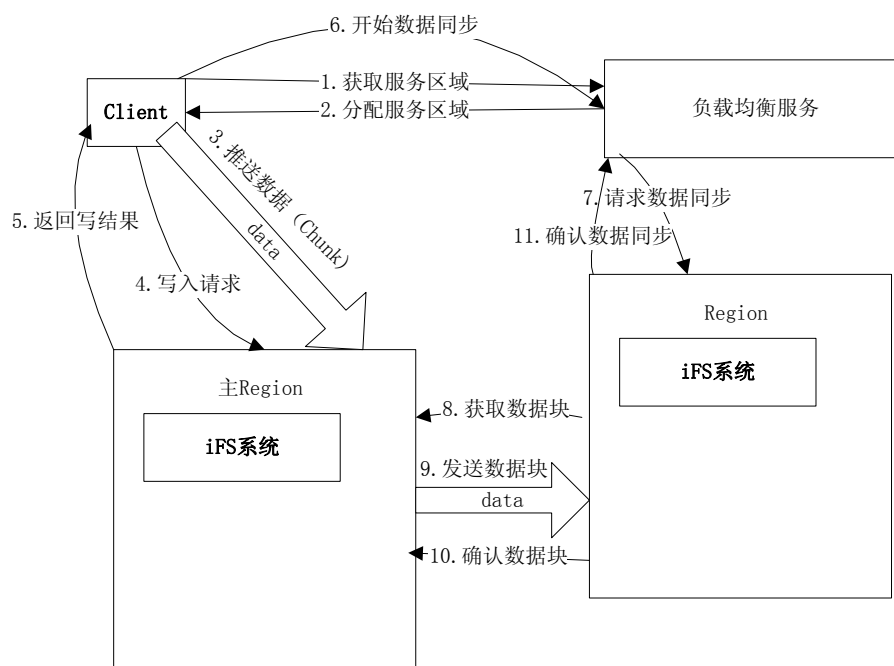 6.开始数据同步
1.获取服务区域
Client
2.分配服务区域
负载均衡服务
3.推送数据（Chunk）
data
7.请求数据同步
5.返回写结果
11.确认数据同步
4.写入请求
Region
iFS系统
主Region
8.获取数据块
iFS系统
9.发送数据块
data
10.确认数据块